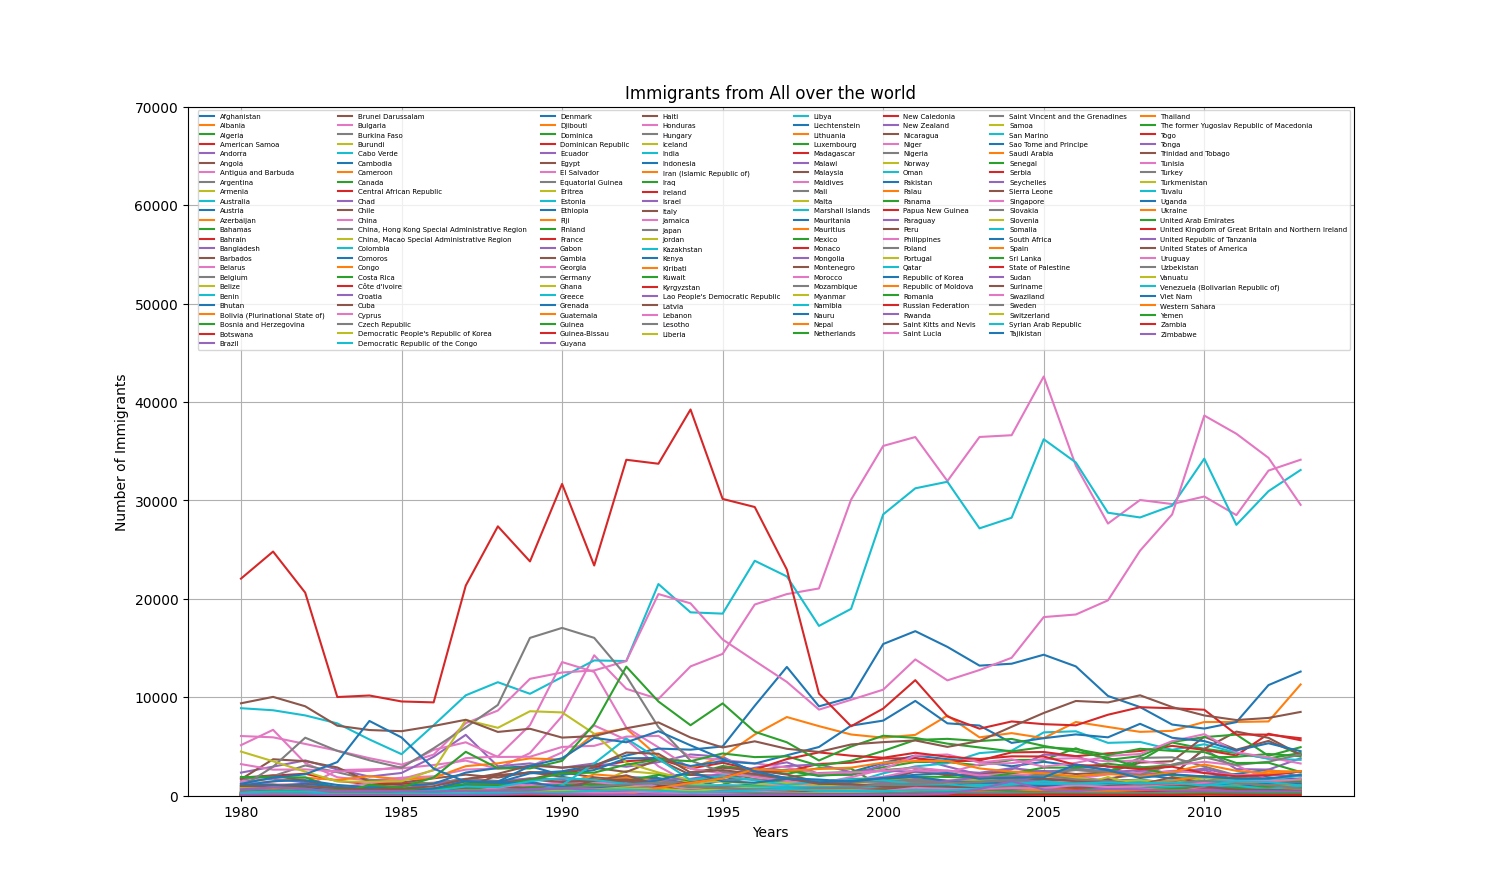 Immigrants from All over the world
70000
60000
50000
40000
30000
20000
10000
0
Number of Immigrants
Afghanistan
Albania
Algeria
American Samoa
Andorra
Angola
Antigua and Barbuda
Argentina
Armenia
Australia
Austria
Azerbaijan
Bahamas
Bahrain
Bangladesh
Barbados
Belarus
Belgium
Belize
Benin
Bhutan
Bolivia (Plurinational State of)
Bosnia and Herzegovina
Botswana
Brazil
Brunei Darussalam
Bulgaria
Burkina Faso
Burundi
Cabo Verde
Cambodia
Cameroon
Canada
Central African Republic
Chad
Chile
China
China, Hong Kong Special Administrative Region
China, Macao Special Administrative Region
Colombia
Comoros
Congo
Costa Rica
Côte d'Ivoire
Croatia
Cuba
Cyprus
Czech Republic
Democratic People's Republic of Korea
Democratic Republic of the Congo
Denmark
Djibouti
Dominica
Dominican Republic
Ecuador
Egypt
El Salvador
Equatorial Guinea
Eritrea
Estonia
Ethiopia
Fiji
Finland
France
Gabon
Gambia
Georgia
Germany
Ghana
Greece
Grenada
Guatemala
Guinea
Guinea-Bissau
Guyana
Haiti
Honduras
Hungary
Iceland
India
Indonesia
Iran (Islamic Republic of)
Iraq
Ireland
Israel
Italy
Jamaica
Japan
Jordan
Kazakhstan
Kenya
Kiribati
Kuwait
Kyrgyzstan
Lao People's Democratic Republic
Latvia
Lebanon
Lesotho
Liberia
Libya
Liechtenstein
Lithuania
Luxembourg
Madagascar
Malawi
Malaysia
Maldives
Mali
Malta
Marshall Islands
Mauritania
Mauritius
Mexico
Monaco
Mongolia
Montenegro
Morocco
Mozambique
Myanmar
Namibia
Nauru
Nepal
Netherlands
New Caledonia
New Zealand
Nicaragua
Niger
Nigeria
Norway
Oman
Pakistan
Palau
Panama
Papua New Guinea
Paraguay
Peru
Philippines
Poland
Portugal
Qatar
Republic of Korea
Republic of Moldova
Romania
Russian Federation
Rwanda
Saint Kitts and Nevis
Saint Lucia
Saint Vincent and the Grenadines
Samoa
San Marino
Sao Tome and Principe
Saudi Arabia
Senegal
Serbia
Seychelles
Sierra Leone
Singapore
Slovakia
Slovenia
Somalia
South Africa
Spain
Sri Lanka
State of Palestine
Sudan
Suriname
Swaziland
Sweden
Switzerland
Syrian Arab Republic
Tajikistan
Thailand
The former Yugoslav Republic of Macedonia
Togo
Tonga
Trinidad and Tobago
Tunisia
Turkey
Turkmenistan
Tuvalu
Uganda
Ukraine
United Arab Emirates
United Kingdom of Great Britain and Northern Ireland
United Republic of Tanzania
United States of America
Uruguay
Uzbekistan
Vanuatu
Venezuela (Bolivarian Republic of)
Viet Nam
Western Sahara
Yemen
Zambia
Zimbabwe
1980 1985 1990 1995 2000 2005 2010
Years